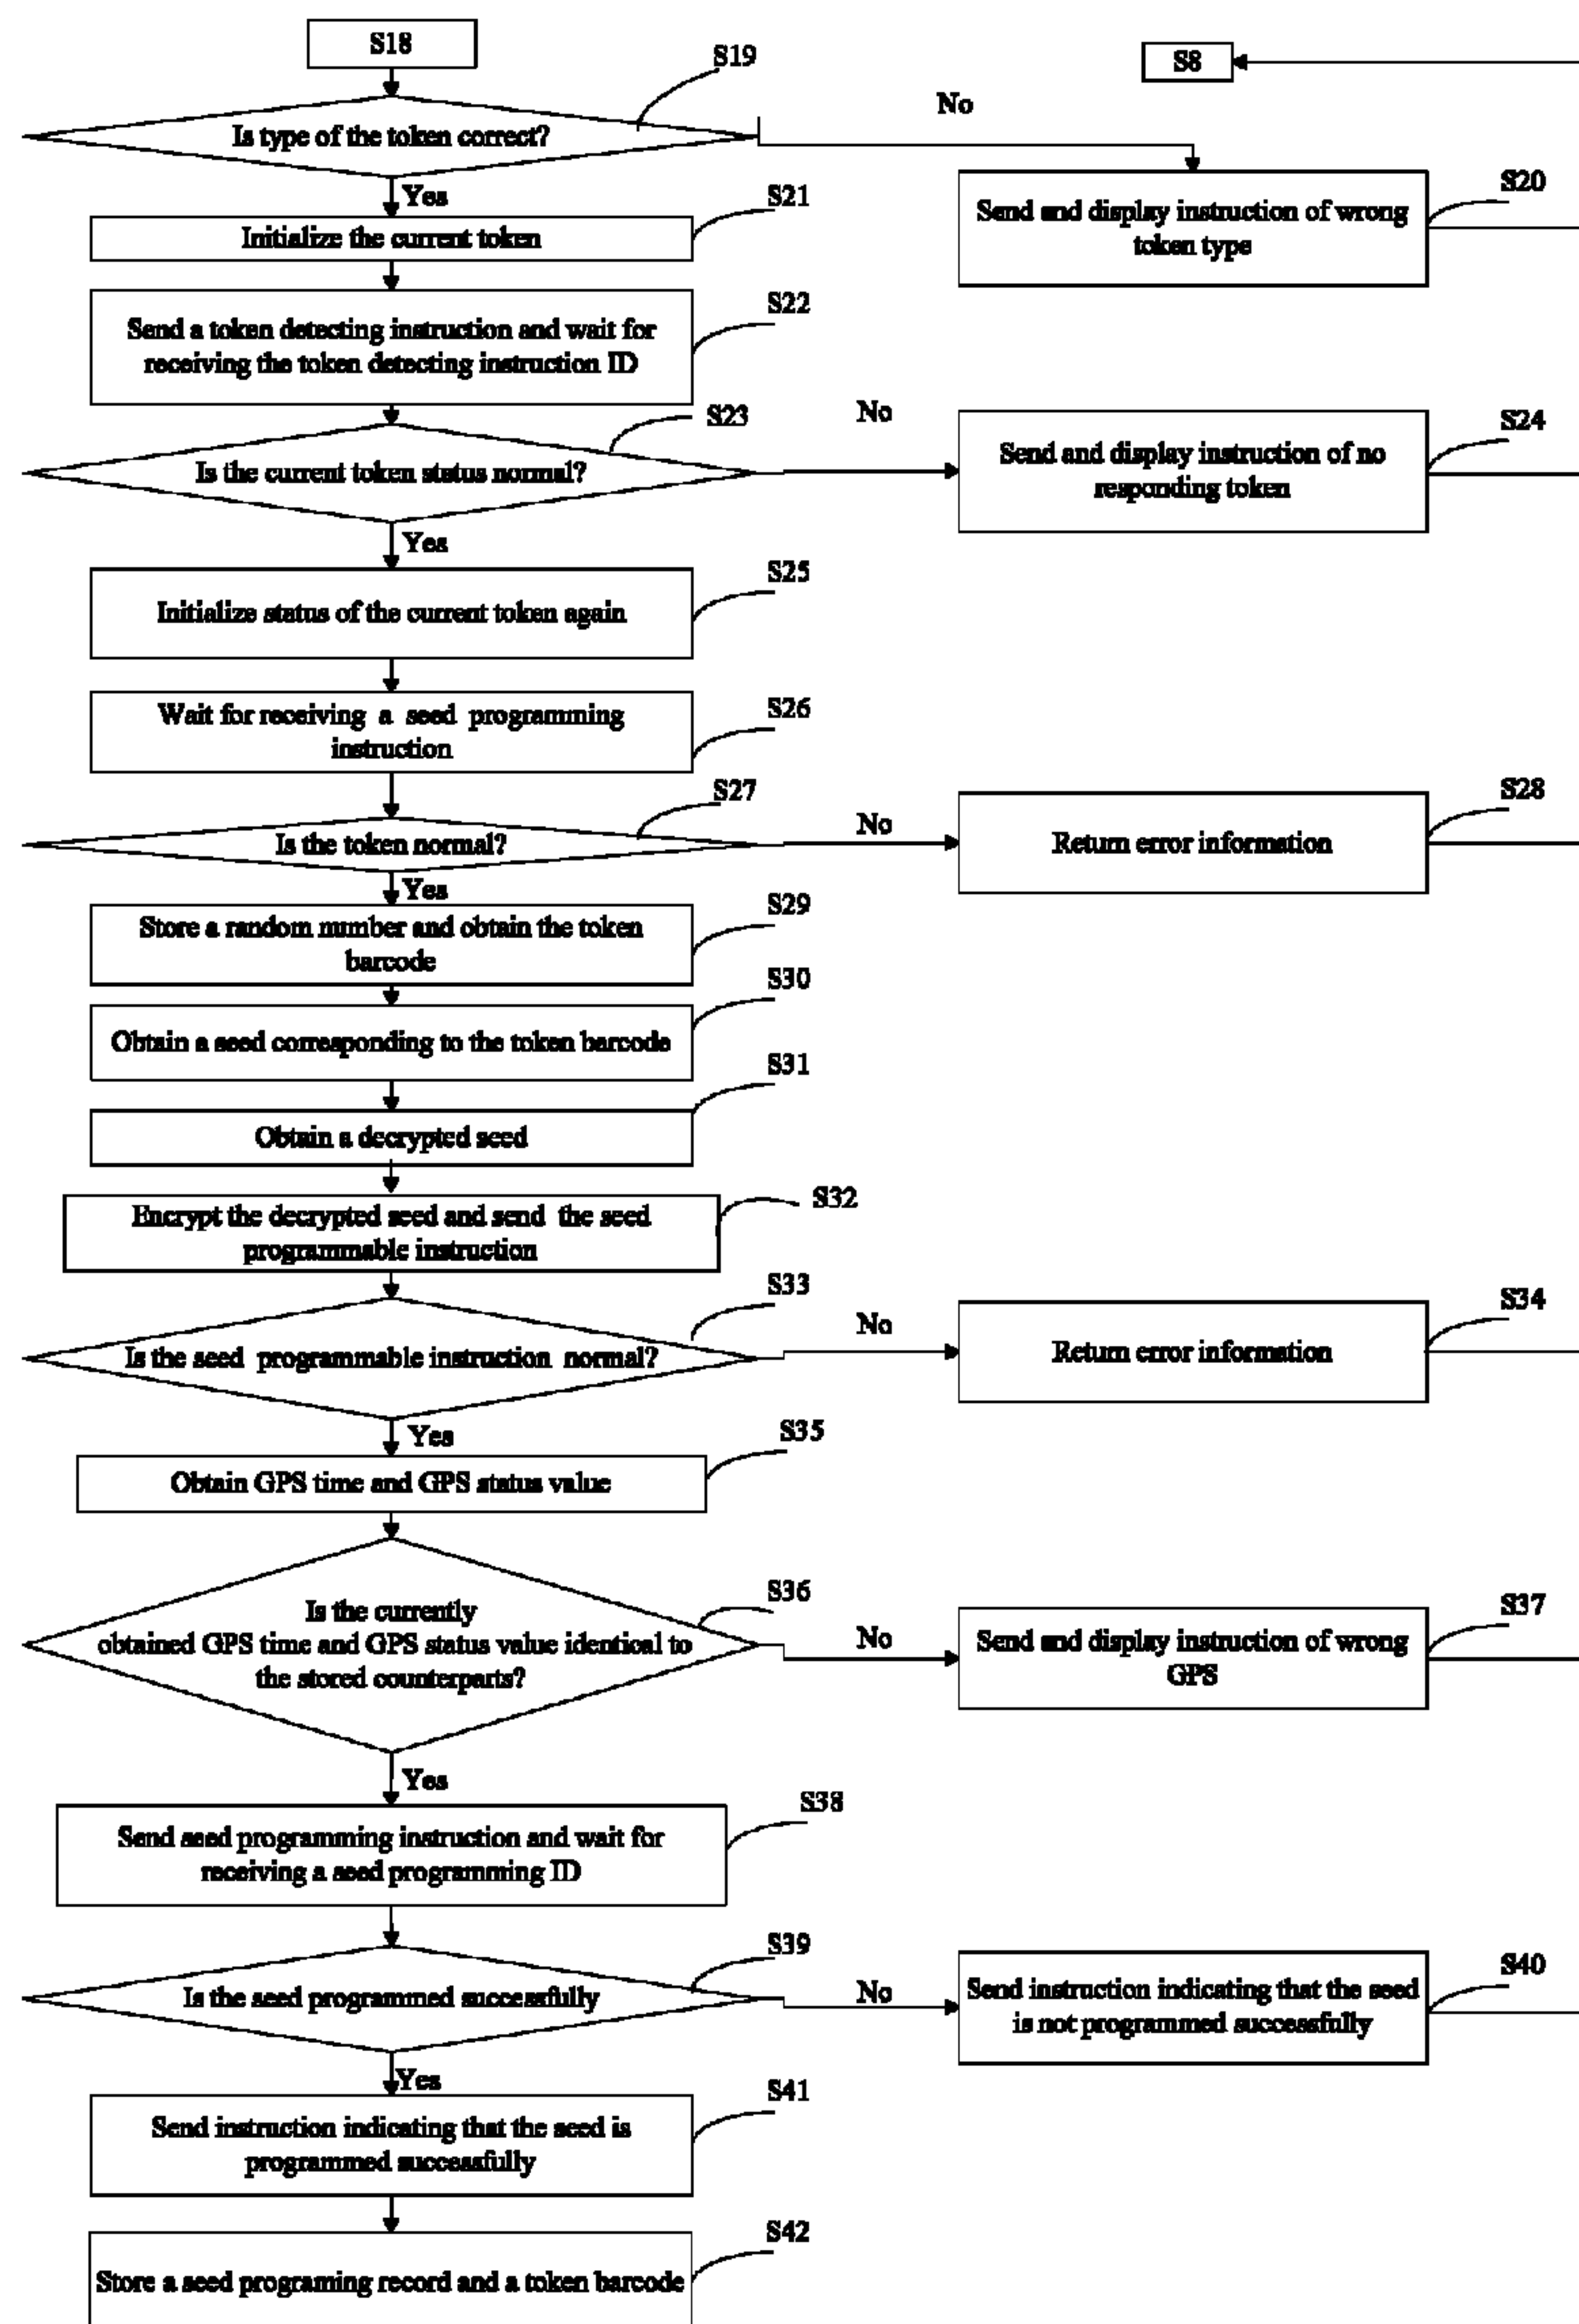 S18
S19
S8
No
Is type of the token correct?
Yes
S21
S20
Send and display instruction of wrong
token type
Initialize the current token
S22
Send a token detecting instruction and wait for
receiving the token detecting instruction ID
S23
No
S24
Is the current token status normal?
Send and display instruction of no
responding token
Yes
S25
Initialize status of the current token again
S26
Wait for receiving a seed programming
instruction
S27
S28
No
Is the token normal?
Return error information
Yes
S29
Store a random number and obtain the token
barcode
S30
Obtain a seed corresponding to the token barcode
S31
Obtain a decrypted seed
S32
Encrypt the decrypted seed and send the seed
programmable instruction
S33
S34
No
Is the seed programmable instruction normal?
Return error information
Yes
S35
Obtain GPS time and GPS status value
S36
S37
Is the currently
obtained GPS time and GPS status value identical to
the stored counterparts?
No
Send and display instruction of wrong
GPS
Yes
S38
Send seed programming instruction and wait for
receiving a seed programming ID
S39
S40
Is the seed programmed successfully
No
Send instruction indicating that the seed
is not programmed successfully
Yes
S41
Send instruction indicating that the seed is
programmed successfully
S42
Store a seed programing record and a token barcode